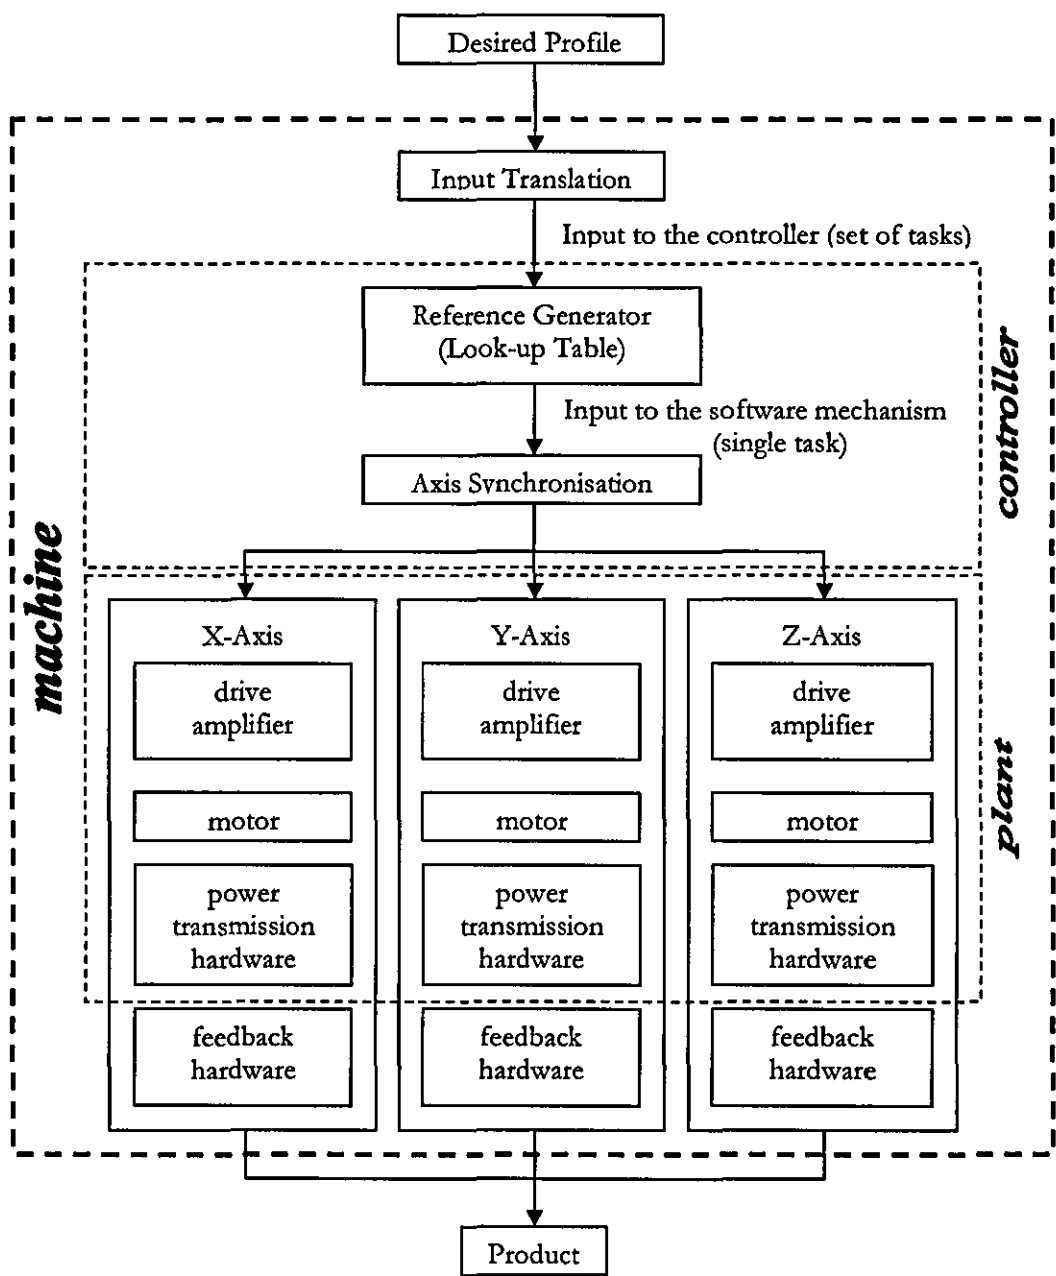 Desired Profile
Input Translation
Input to the controller (set of tasks)
Reference Generator
(Look-up Table)
Input to the software mechanism
(single task)
Axis Synchronisation
controller
machine
X-Axis
drive
amplifier
motor
power
transmission
hardware
feedback
hardware
Y-Axis
drive
amplifier
motor
power
transmission
hardware
feedback
hardware
Z-Axis
drive
amplifier
motor
power
transmission
hardware
feedback
hardware
plant
Product